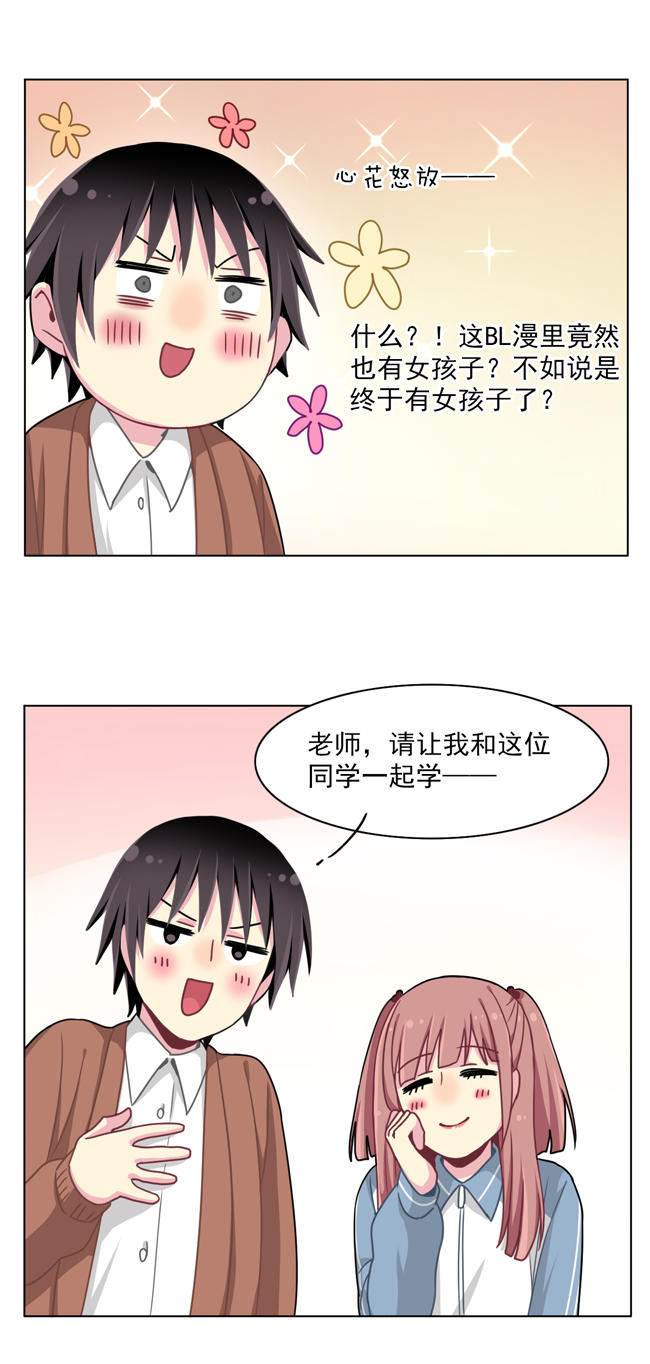 心花怒放——
什么？！这BL漫里竟然
也有女孩子？不如说是
终于有女孩子了？
老师，请让我和这位
同学一起学——